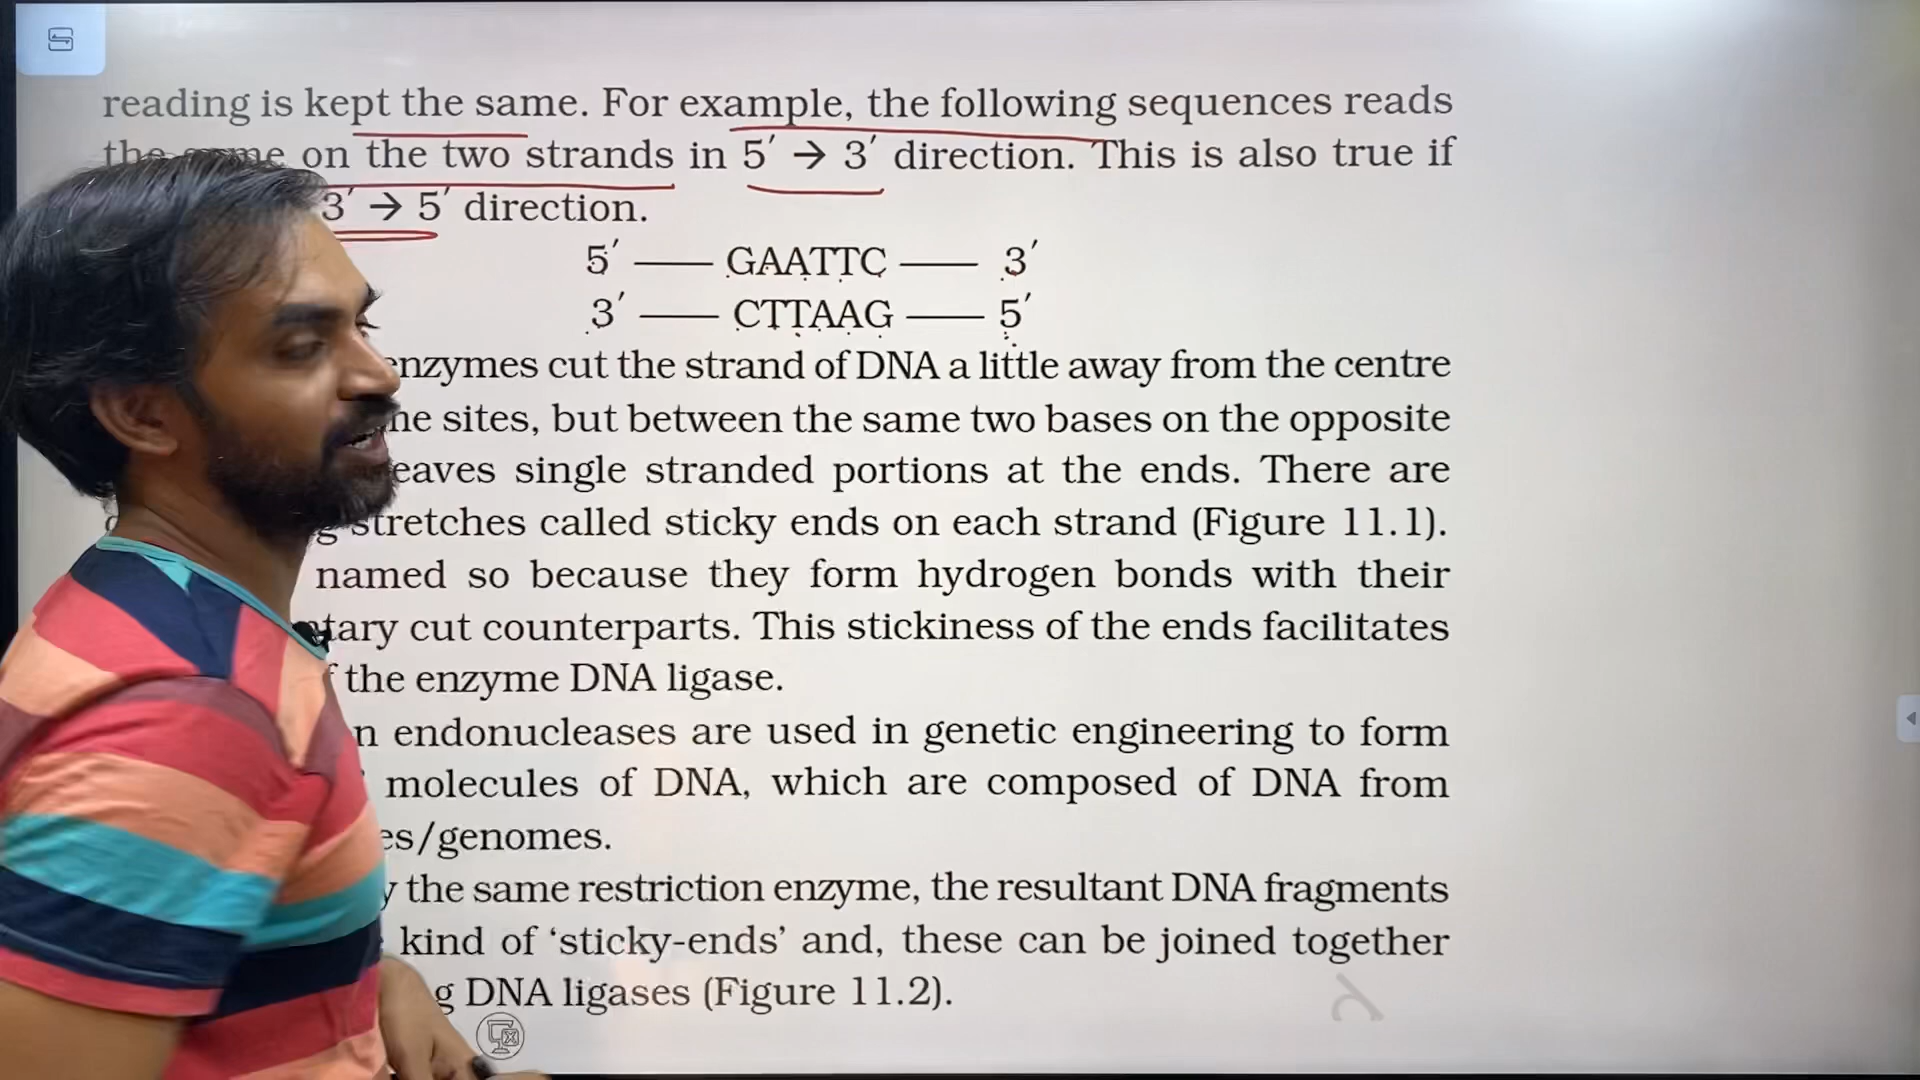 reading is kept the same. For example, the following sequences reads
on the two strands in 5′ → 3′ direction. This is also true if
3′ → 5′ direction.
5′ —— GAATTC —— 3′
3′ —— CTTAAG —— 5′
enzymes cut the strand of DNA a little away from the centre
sites, but between the same two bases on the opposite
single stranded portions at the ends. There are
stretches called sticky ends on each strand (Figure 11.1).
named so because they form hydrogen bonds with their
cut counterparts. This stickiness of the ends facilitates
the enzyme DNA ligase.
endonucleases are used in genetic engineering to form
molecules of DNA, which are composed of DNA from
es/genomes.
the same restriction enzyme, the resultant DNA fragments
kind of ‘sticky-ends’ and, these can be joined together
DNA ligases (Figure 11.2).